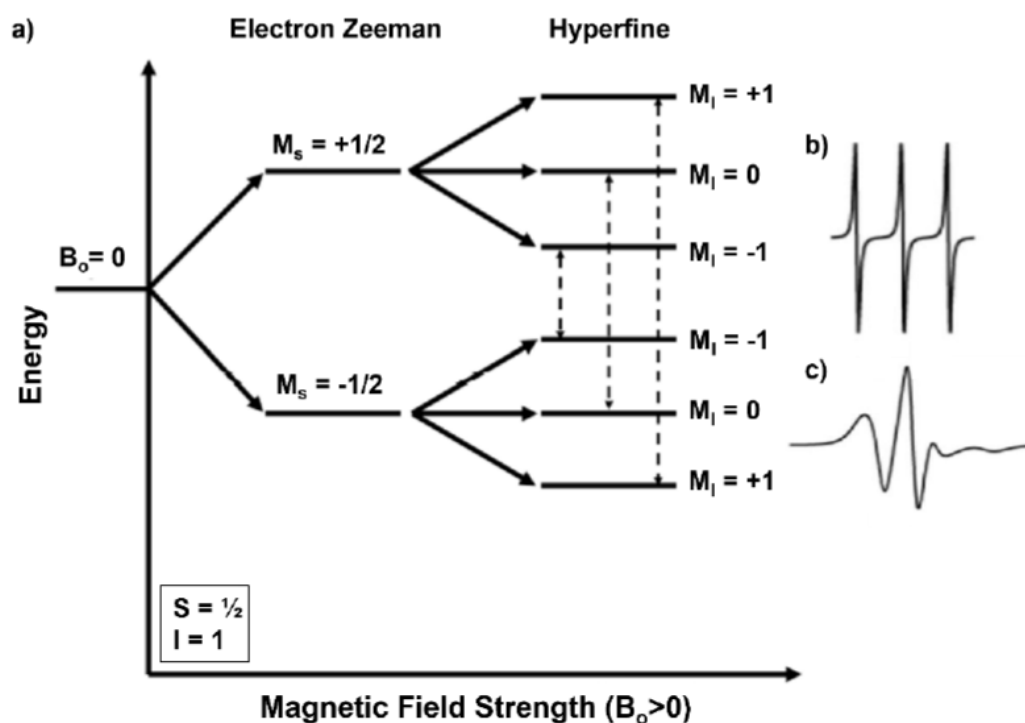 a)
Electron Zeeman
Hyperfine
M_I = +1
M_s = +1/2
M_I = 0
b)
B_o= 0
M_I = -1
Energy
M_I = -1
c)
M_s = -1/2
M_I = 0
M_I = +1
S = ½
I = 1
Magnetic Field Strength (B_o>0)